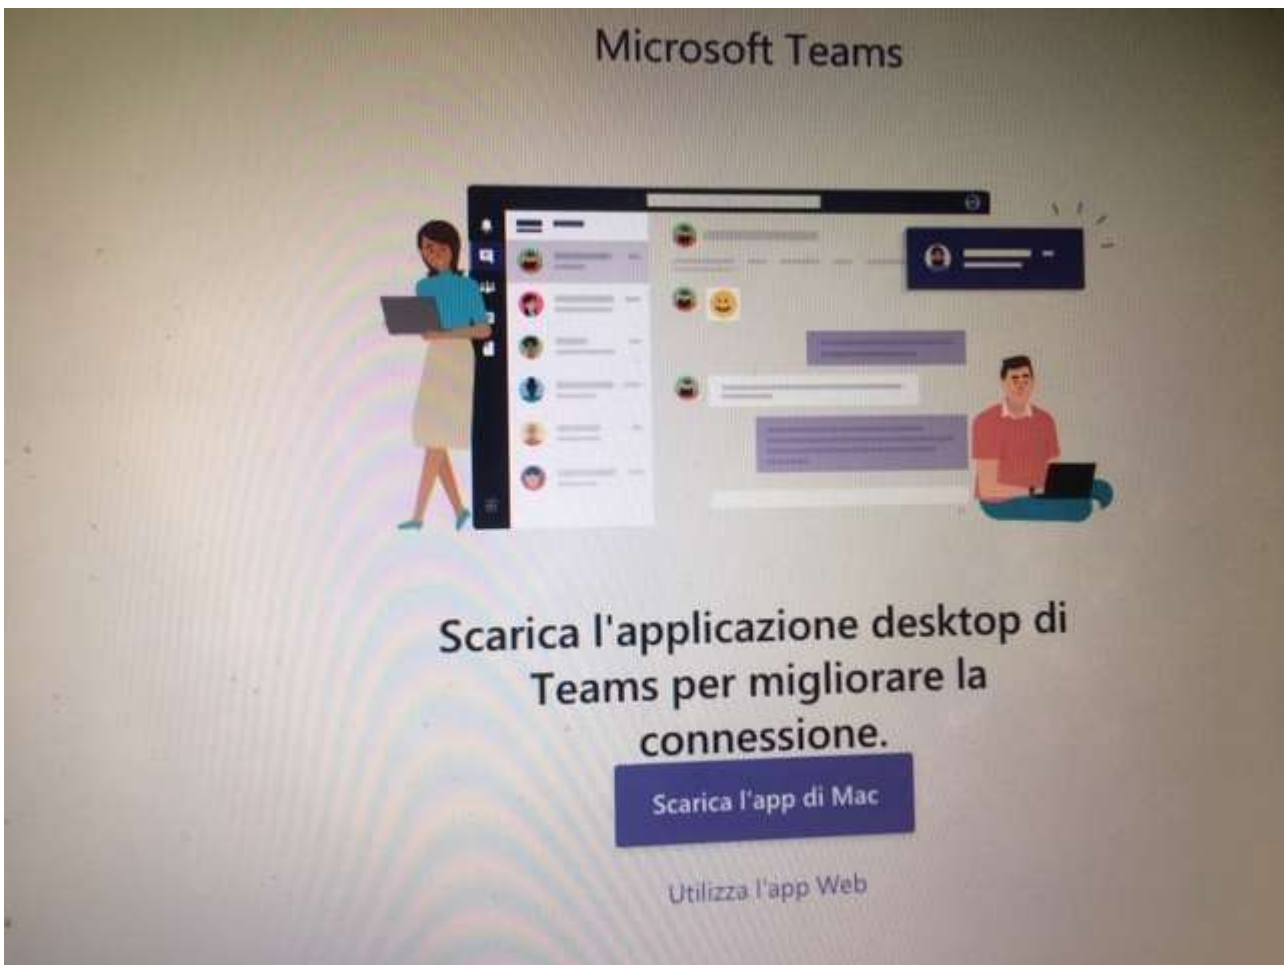 Microsoft Teams
Scarica l'applicazione desktop di
Teams per migliorare la
connessione.
Scarica l'app di Mac
Utilizza l'app Web